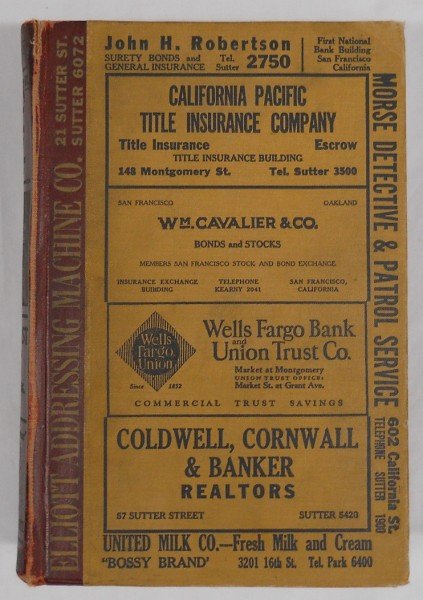 John H. Robertson
SURETY BONDS and
GENERAL INSURANCE
Tel.
Sutter
2750
First National
Bank Building
San Francisco
California
CALIFORNIA PACIFIC
TITLE INSURANCE COMPANY
Title Insurance Escrow
TITLE INSURANCE BUILDING
148 Montgomery St. Tel. Sutter 3500
SAN FRANCISCO OAKLAND
WM. CAVALIER & CO.
BONDS and STOCKS
MEMBERS SAN FRANCISCO STOCK AND BOND EXCHANGE
INSURANCE EXCHANGE
BUILDING
TELEPHONE
KEARNY 2041
SAN FRANCISCO,
CALIFORNIA
Wells
Fargo
Union
Since 1852
Wells Fargo Bank
and
Union Trust Co.
Market at Montgomery
UNION TRUST OFFICE:
Market St. at Grant Ave.
COMMERCIAL TRUST SAVINGS
COLDWELL, CORNWALL
& BANKER
REALTORS
57 SUTTER STREET SUTTER 5420
UNITED MILK CO.—Fresh Milk and Cream
"BOSSY BRAND' 3201 16th St. Tel. Park 6400
MORSE DETECTIVE & PATROL SERVICE
602 California St.
TELEPHONE SUTTER 1900
ELLIOTT ADDRESSING MACHINE CO.
21 SUTTER ST.
SUTTER 6072